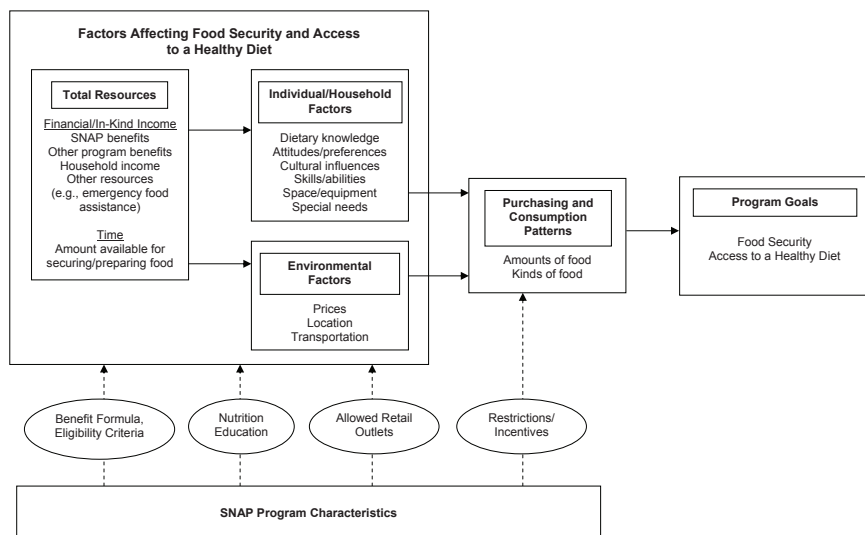 Factors Affecting Food Security and Access
to a Healthy Diet
Total Resources
Financial/In-Kind Income
SNAP benefits
Other program benefits
Household income
Other resources
(e.g., emergency food
assistance)
Time
Amount available for
securing/preparing food
Individual/Household
Factors
Dietary knowledge
Attitudes/preferences
Cultural influences
Skills/abilities
Space/equipment
Special needs
Environmental
Factors
Prices
Location
Transportation
Purchasing and
Consumption
Patterns
Amounts of food
Kinds of food
Program Goals
Food Security
Access to a Healthy Diet
Benefit Formula,
Eligibility Criteria
Nutrition
Education
Allowed Retail
Outlets
Restrictions/
Incentives
SNAP Program Characteristics